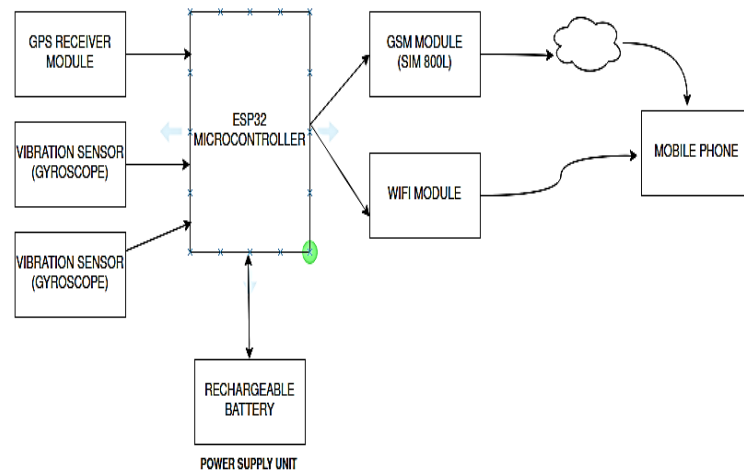 GPS RECEIVER
MODULE
VIBRATION SENSOR
(GYROSCOPE)
VIBRATION SENSOR
(GYROSCOPE)
ESP32
MICROCONTROLLER
GSM MODULE
(SIM 800L)
WIFI MODULE
MOBILE PHONE
RECHARGEABLE
BATTERY
POWER SUPPLY UNIT